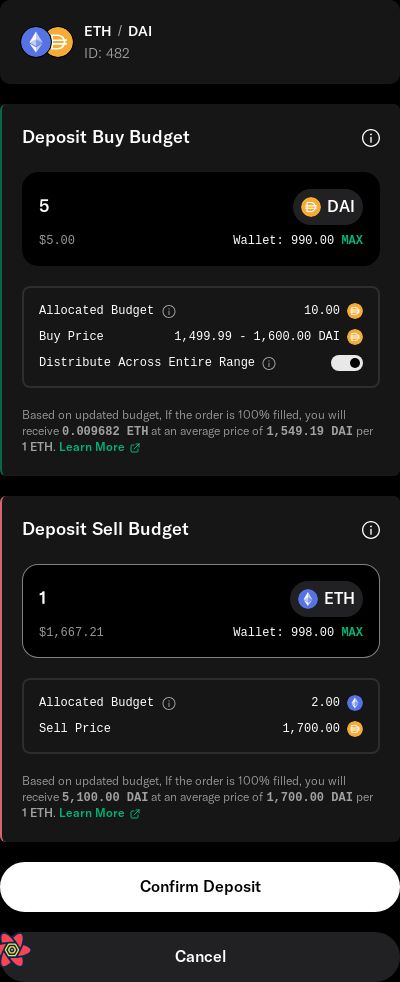 ETH / DAI
ID: 482
Deposit Buy Budget
5 DAI
$5.00 Wallet: 990.00 MAX
Allocated Budget 10.00
Buy Price 1,499.99 - 1,600.00 DAI
Distribute Across Entire Range
Based on updated budget, If the order is 100% filled, you will
receive 0.009682 ETH at an average price of 1,549.19 DAI per
1 ETH. Learn More
Deposit Sell Budget
1 ETH
$1,667.21 Wallet: 998.00 MAX
Allocated Budget 2.00
Sell Price 1,700.00
Based on updated budget, If the order is 100% filled, you will
receive 5,100.00 DAI at an average price of 1,700.00 DAI per
1 ETH. Learn More
Confirm Deposit
Cancel